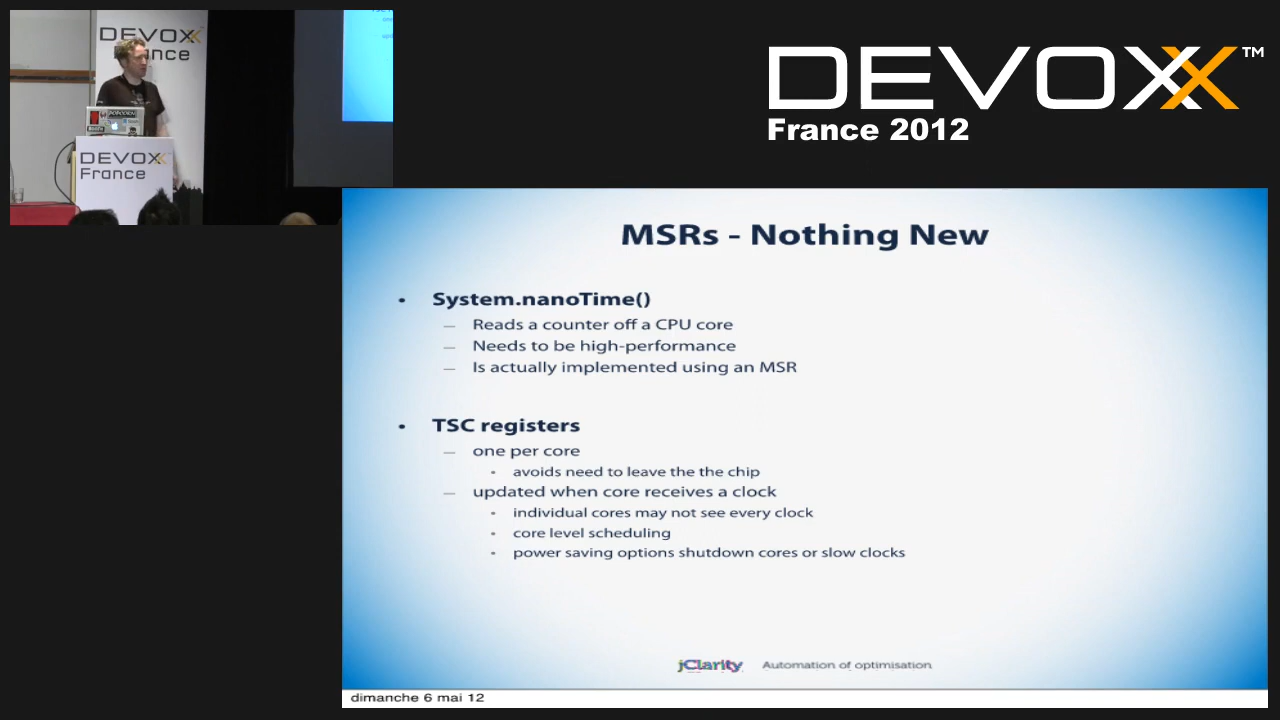 DEVOXX
France
DEVOXX
France
DEVOXX™
France 2012
MSRs - Nothing New
• System.nanoTime()
— Reads a counter off a CPU core
— Needs to be high-performance
— Is actually implemented using an MSR
• TSC registers
— one per core
• avoids need to leave the the chip
— updated when core receives a clock
• individual cores may not see every clock
• core level scheduling
• power saving options shutdown cores or slow clocks
jClarity Automation of optimisation
dimanche 6 mai 12